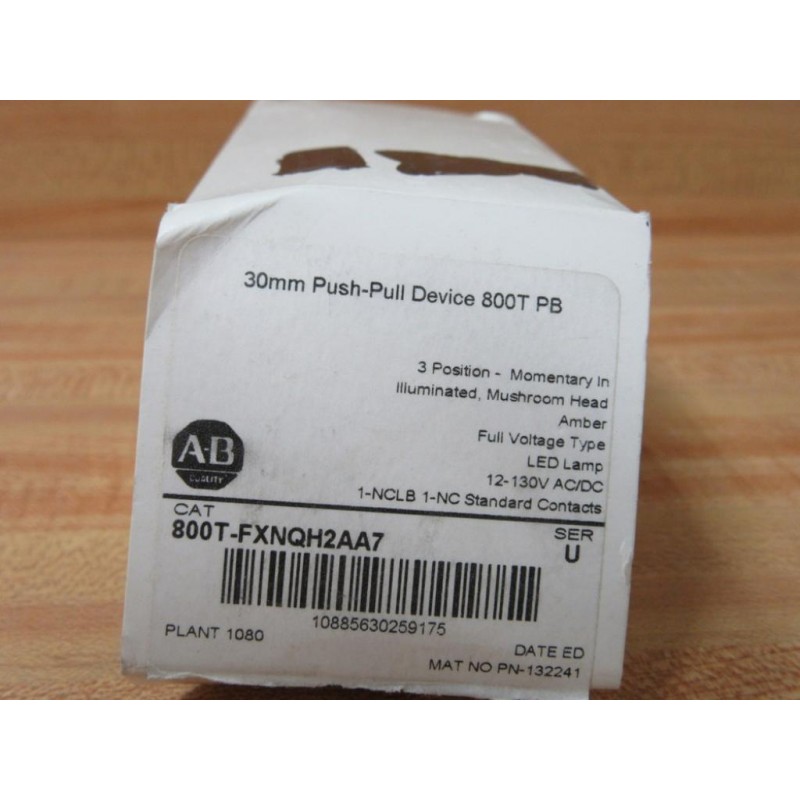 30mm Push-Pull Device 800T PB
3 Position - Momentary In
Illuminated, Mushroom Head
Amber
Full Voltage Type
LED Lamp
12-130V AC/DC
1-NCLB 1-NC Standard Contacts
A-B
QUALITY
CAT
800T-FXNQH2AA7
SER
U
10885630259175
PLANT 1080
DATE ED
MAT NO PN-132241